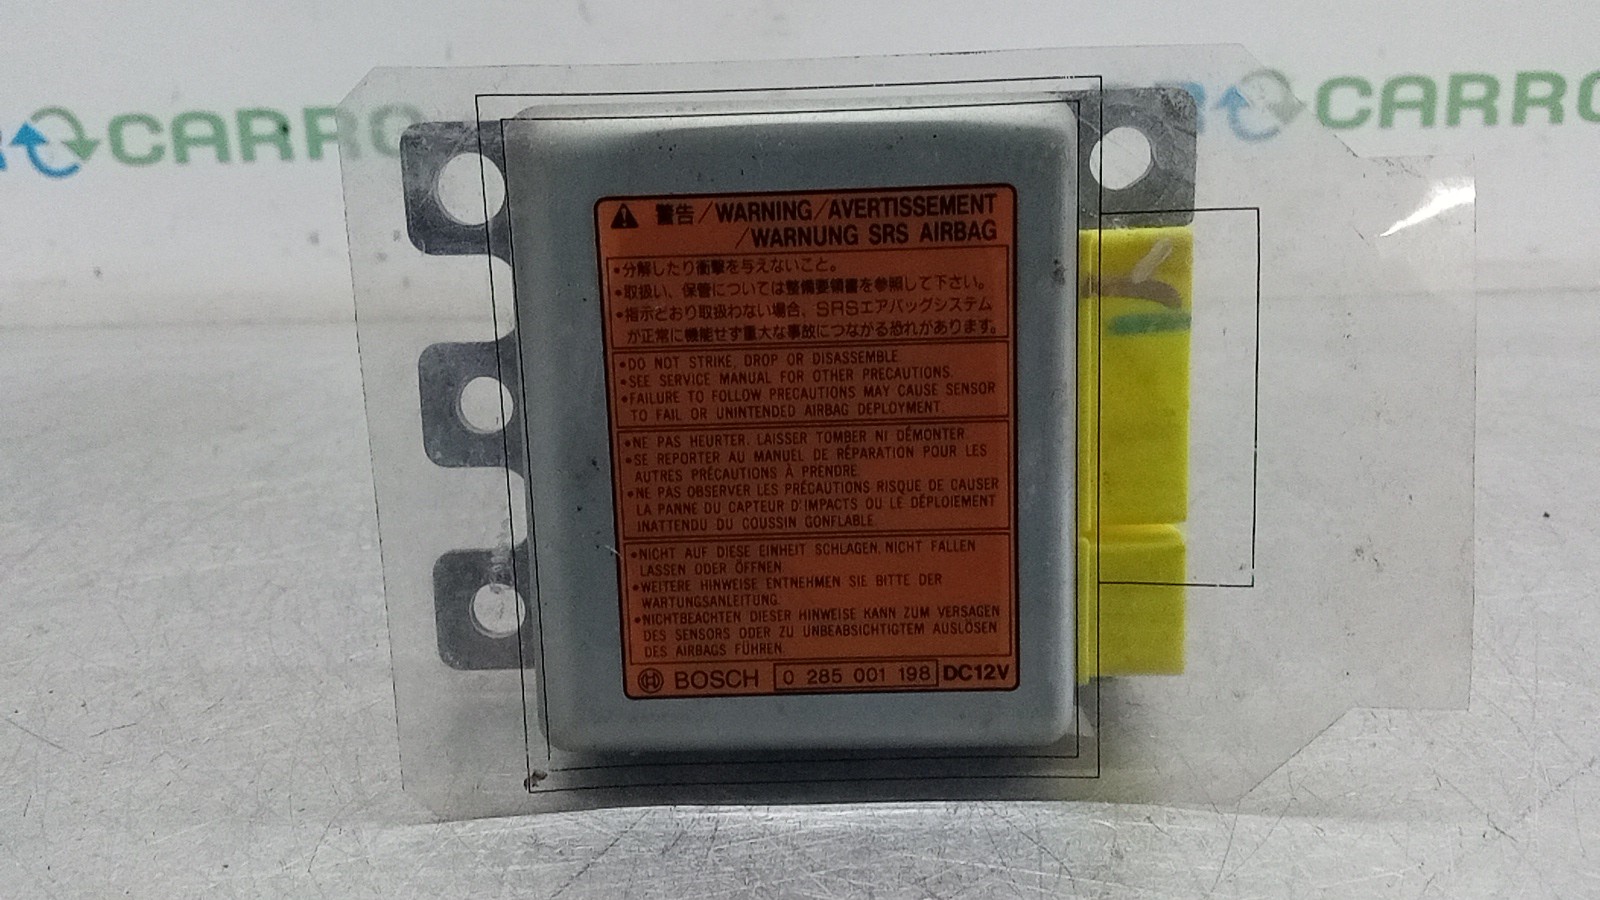 CARRO
CARRO
警告/WARNING/AVERTISSEMENT
/WARNUNG SRS AIRBAG
•分解したり衝撃を与えないこと。
•取扱い、保管については整備要領書を参照して下さい。
•指示どおり取扱わない場合、SRSエアバッグシステム
が正常に機能せず重大な事故につながる恐れがあります。
•DO NOT STRIKE, DROP OR DISASSEMBLE.
•SEE SERVICE MANUAL FOR OTHER PRECAUTIONS.
•FAILURE TO FOLLOW PRECAUTIONS MAY CAUSE SENSOR
TO FAIL OR UNINTENDED AIRBAG DEPLOYMENT.
•NE PAS HEURTER, LAISSER TOMBER NI DÉMONTER.
•SE REPORTER AU MANUEL DE RÉPARATION POUR LES
AUTRES PRÉCAUTIONS À PRENDRE.
•NE PAS OBSERVER LES PRÉCAUTIONS RISQUE DE CAUSER
LA PANNE DU CAPTEUR D'IMPACTS OU LE DÉPLOIEMENT
INATTENDU DU COUSSIN GONFLABLE.
•NICHT AUF DIESE EINHEIT SCHLAGEN, NICHT FALLEN
LASSEN ODER ÖFFNEN.
•WEITERE HINWEISE ENTNEHMEN SIE BITTE DER
WARTUNGSANLEITUNG.
•NICHTBEACHTEN DIESER HINWEISE KANN ZUM VERSAGEN
DES SENSORS ODER ZU UNBEABSICHTIGTEM AUSLÖSEN
DES AIRBAGS FÜHREN.
BOSCH 0 285 001 198 DC12V